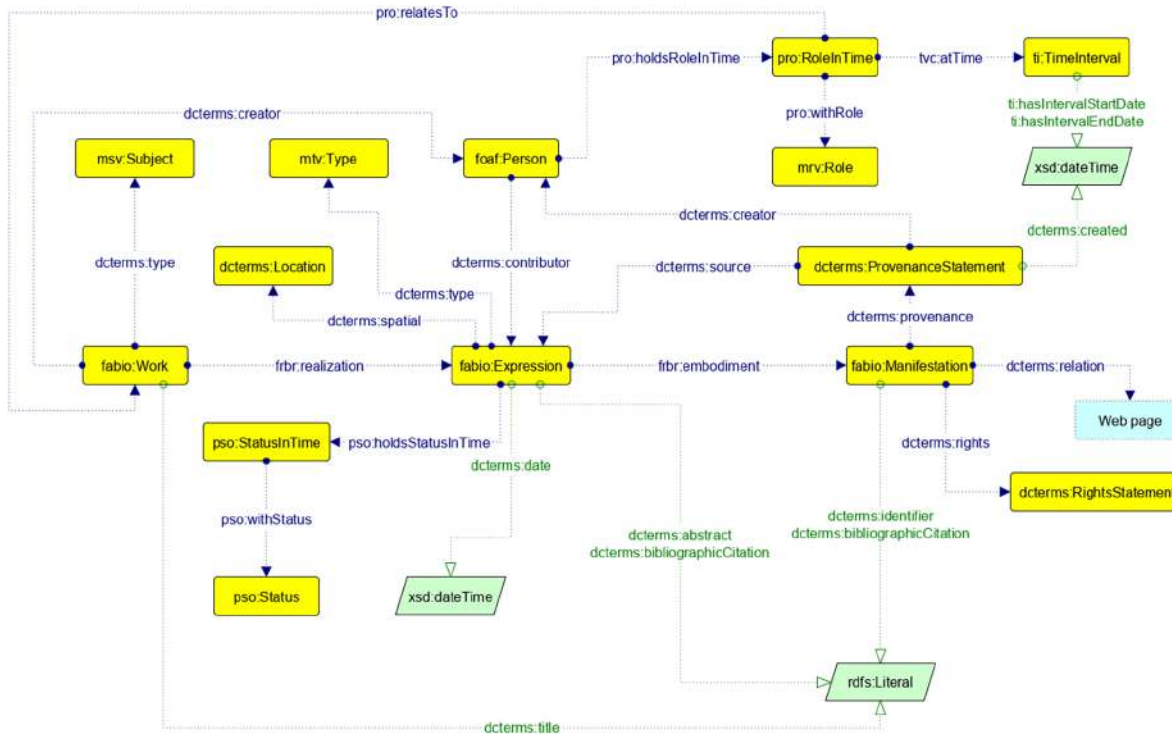 pro:relatesTo
pro:holdsRoleInTime
pro:RoleInTime
tvc:atTime
ti:TimeInterval
ti:hasIntervalStartDate
ti:hasIntervalEndDate
dcterms:creator
pro:withRole
msv:Subject
mtv:Type
foaf:Person
mrv:Role
xsd:dateTime
dcterms:creator
dcterms:created
dcterms:type
dcterms:Location
dcterms:contributor
dcterms:source
dcterms:ProvenanceStatement
dcterms:type
dcterms:spatial
dcterms:provenance
fabio:Work
frbr:realization
fabio:Expression
frbr:embodiment
fabio:Manifestation
dcterms:relation
Web page
pso:StatusInTime
pso:holdsStatusInTime
dcterms:rights
dcterms:date
dcterms:RightsStatement
pso:withStatus
dcterms:abstract
dcterms:bibliographicCitation
dcterms:identifier
dcterms:bibliographicCitation
pso:Status
xsd:dateTime
rdfs:Literal
dcterms:title